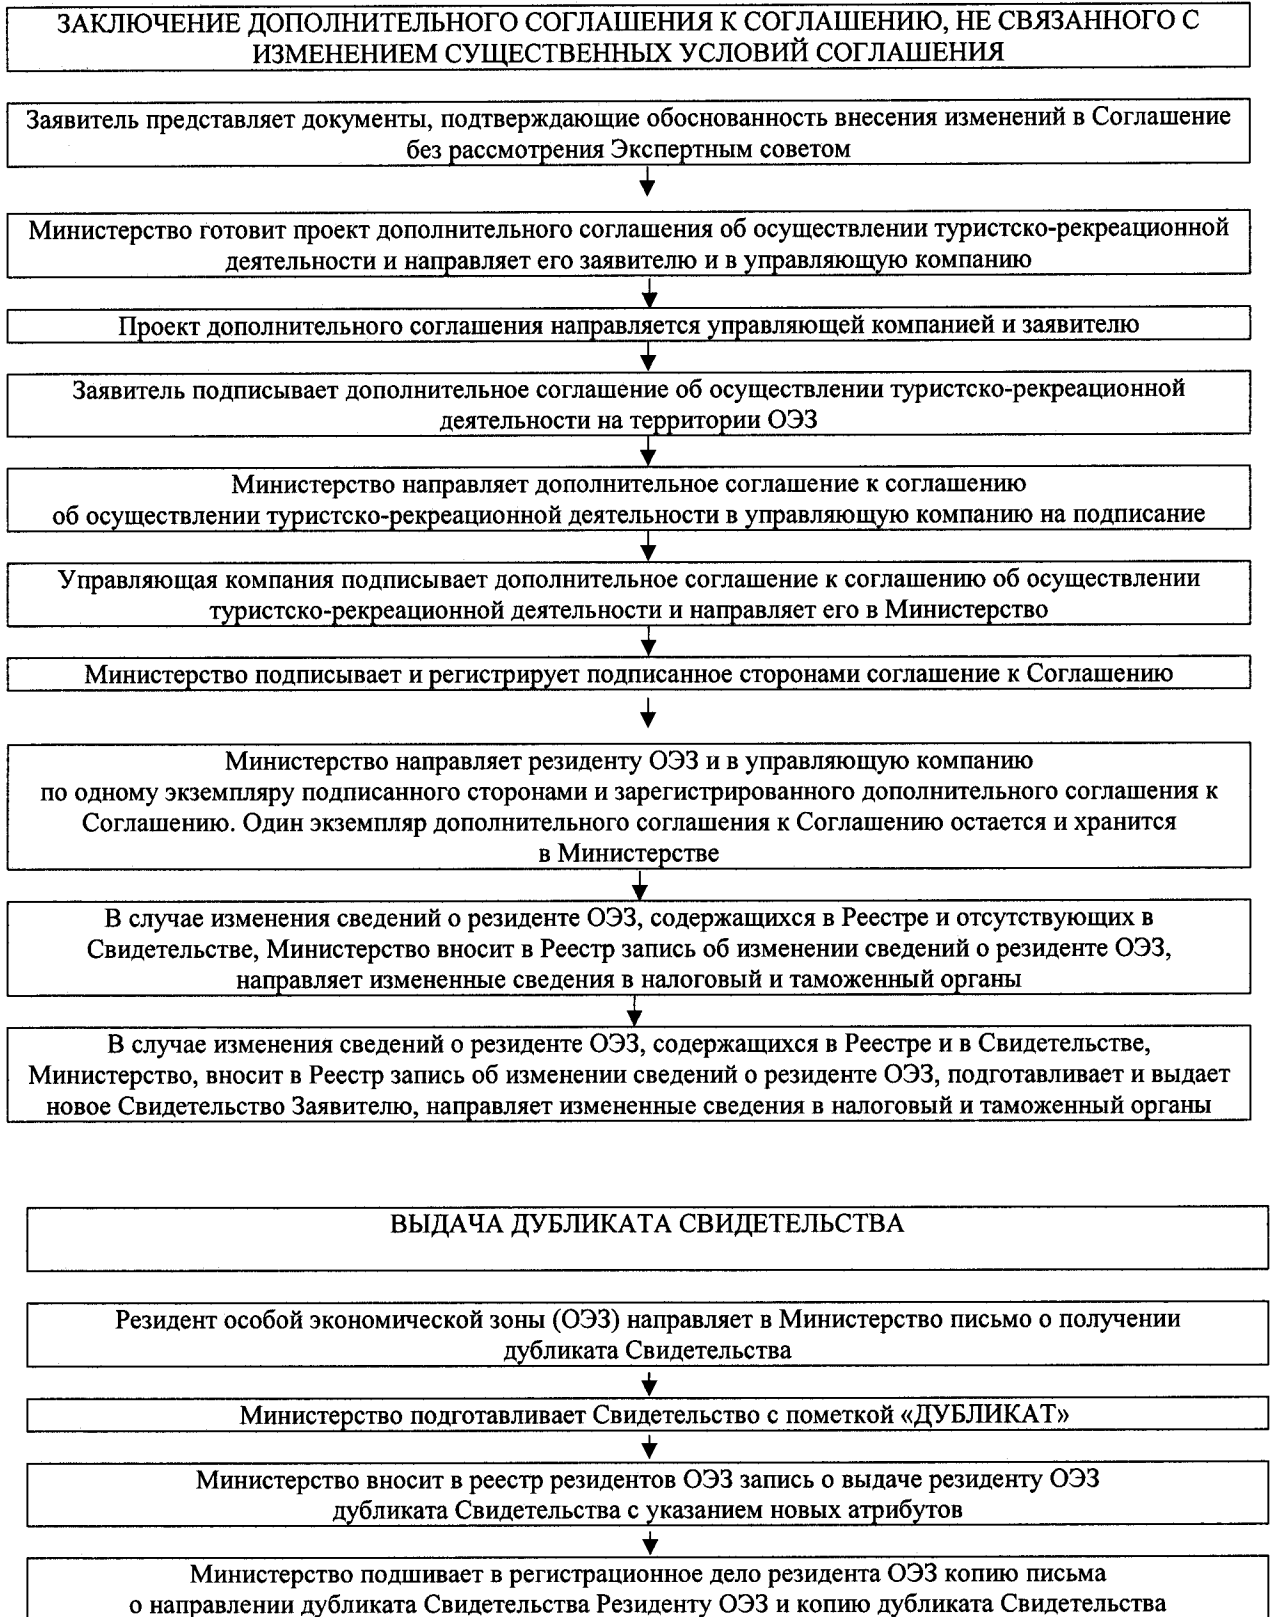 ЗАКЛЮЧЕНИЕ ДОПОЛНИТЕЛЬНОГО СОГЛАШЕНИЯ К СОГЛАШЕНИЮ, НЕ СВЯЗАННОГО С
ИЗМЕНЕНИЕМ СУЩЕСТВЕННЫХ УСЛОВИЙ СОГЛАШЕНИЯ
Заявитель представляет документы, подтверждающие обоснованность внесения изменений в Соглашение
без рассмотрения Экспертным советом
Министерство готовит проект дополнительного соглашения об осуществлении туристско-рекреационной
деятельности и направляет его заявителю и в управляющую компанию
Проект дополнительного соглашения направляется управляющей компанией и заявителю
Заявитель подписывает дополнительное соглашение об осуществлении туристско-рекреационной
деятельности на территории ОЭЗ
Министерство направляет дополнительное соглашение к соглашению
об осуществлении туристско-рекреационной деятельности в управляющую компанию на подписание
Управляющая компания подписывает дополнительное соглашение к соглашению об осуществлении
туристско-рекреационной деятельности и направляет его в Министерство
Министерство подписывает и регистрирует подписанное сторонами соглашение к Соглашению
Министерство направляет резиденту ОЭЗ и в управляющую компанию
по одному экземпляру подписанного сторонами и зарегистрированного дополнительного соглашения к
Соглашению. Один экземпляр дополнительного соглашения к Соглашению остается и хранится
в Министерстве
В случае изменения сведений о резиденте ОЭЗ, содержащихся в Реестре и отсутствующих в
Свидетельстве, Министерство вносит в Реестр запись об изменении сведений о резиденте ОЭЗ,
направляет измененные сведения в налоговый и таможенный органы
В случае изменения сведений о резиденте ОЭЗ, содержащихся в Реестре и в Свидетельстве,
Министерство, вносит в Реестр запись об изменении сведений о резиденте ОЭЗ, подготавливает и выдает
новое Свидетельство Заявителю, направляет измененные сведения в налоговый и таможенный органы
ВЫДАЧА ДУБЛИКАТА СВИДЕТЕЛЬСТВА
Резидент особой экономической зоны (ОЭЗ) направляет в Министерство письмо о получении
дубликата Свидетельства
Министерство подготавливает Свидетельство с пометкой «ДУБЛИКАТ»
Министерство вносит в реестр резидентов ОЭЗ запись о выдаче резиденту ОЭЗ
дубликата Свидетельства с указанием новых атрибутов
Министерство подшивает в регистрационное дело резидента ОЭЗ копию письма
о направлении дубликата Свидетельства Резиденту ОЭЗ и копию дубликата Свидетельства